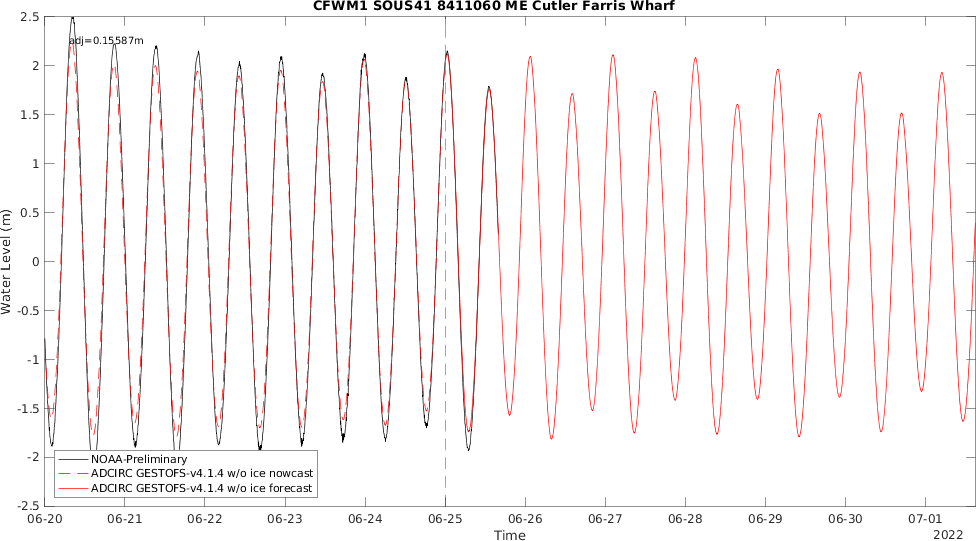 CFWM1 SOUS41 8411060 ME Cutler Farris Wharf
adj=0.15587m
2.5
2
1.5
1
0.5
0
-0.5
-1
-1.5
-2
-2.5
Water Level (m)
NOAA-Preliminary
ADCIRC GESTOFS-v4.1.4 w/o ice nowcast
ADCIRC GESTOFS-v4.1.4 w/o ice forecast
06-20 06-21 06-22 06-23 06-24 06-25 06-26 06-27 06-28 06-29 06-30 07-01
Time
2022